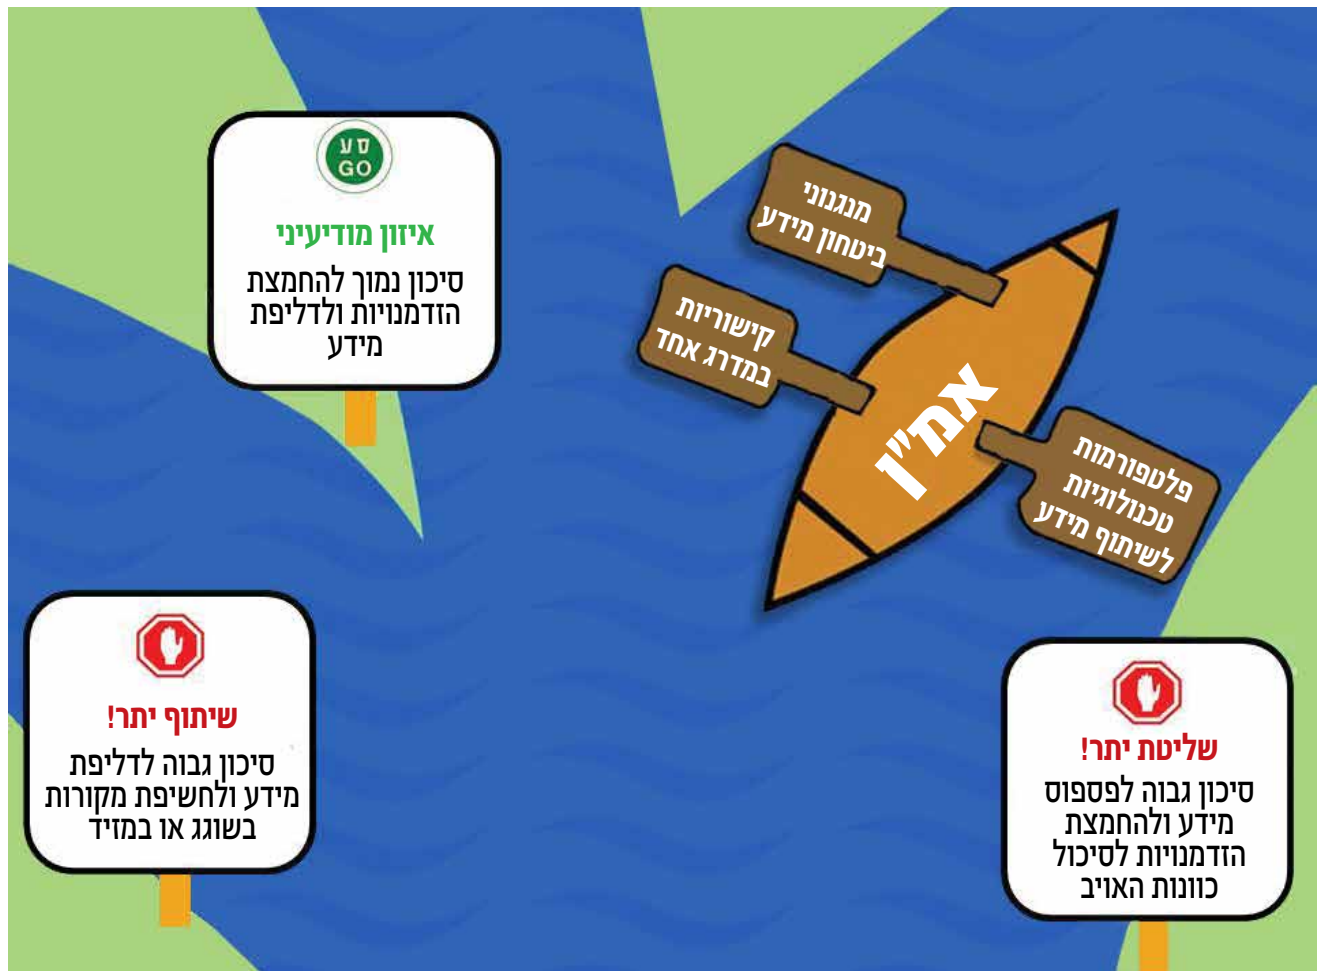 סע
GO
איזון מודיעיני
סיכון נמוך להחמצת
הזדמנויות ולדליפת
מידע
מנגנוני
ביטחון מידע
קישוריות
במדרג אחד
אמ"ן
פלטפורמות
טכנולוגיות
לשיתוף מידע
שליטת יתר!
סיכון גבוה לפספוס
מידע ולהחמצת
הזדמנויות לסיכול
כוונות האויב
שיתוף יתר!
סיכון גבוה לדליפת
מידע ולחשיפת מקורות
בשוגג או במזיד